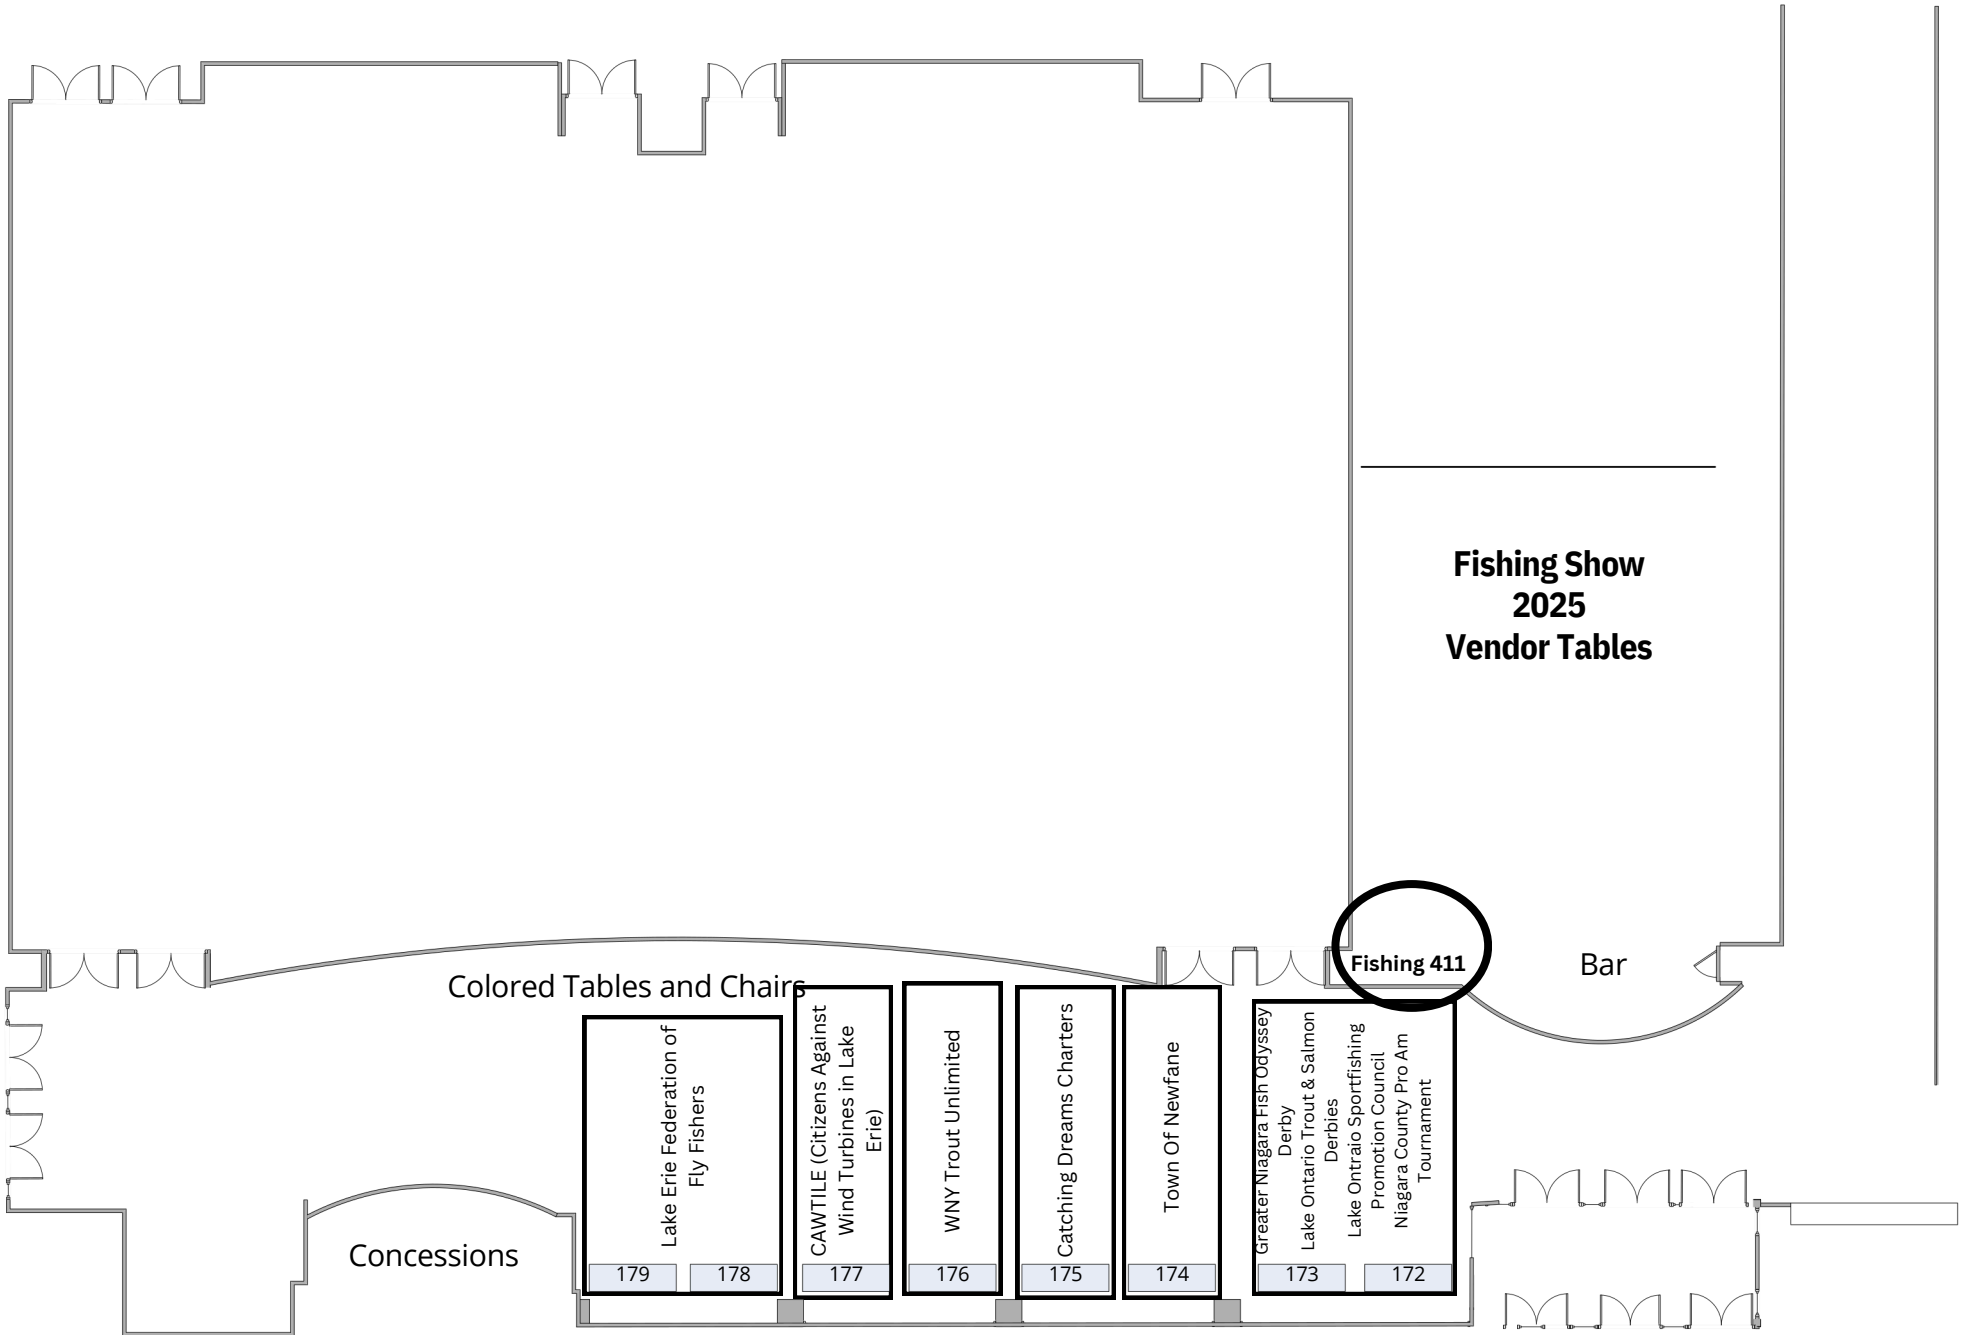 Fishing Show
2025
Vendor Tables
Fishing 411
Bar
Colored Tables and Chairs
Lake Erie Federation of
Fly Fishers
179
178
CAWTILE (Citizens Against
Wind Turbines in Lake
Erie)
177
WNY Trout Unlimited
176
Catching Dreams Charters
175
Town Of Newfane
174
Greater Niagara Fish Odyssey
Derby
Lake Ontario Trout & Salmon
Derbies
Lake Ontraio Sportfishing
Promotion Council
Niagara County Pro Am
Tournament
173
172
Concessions